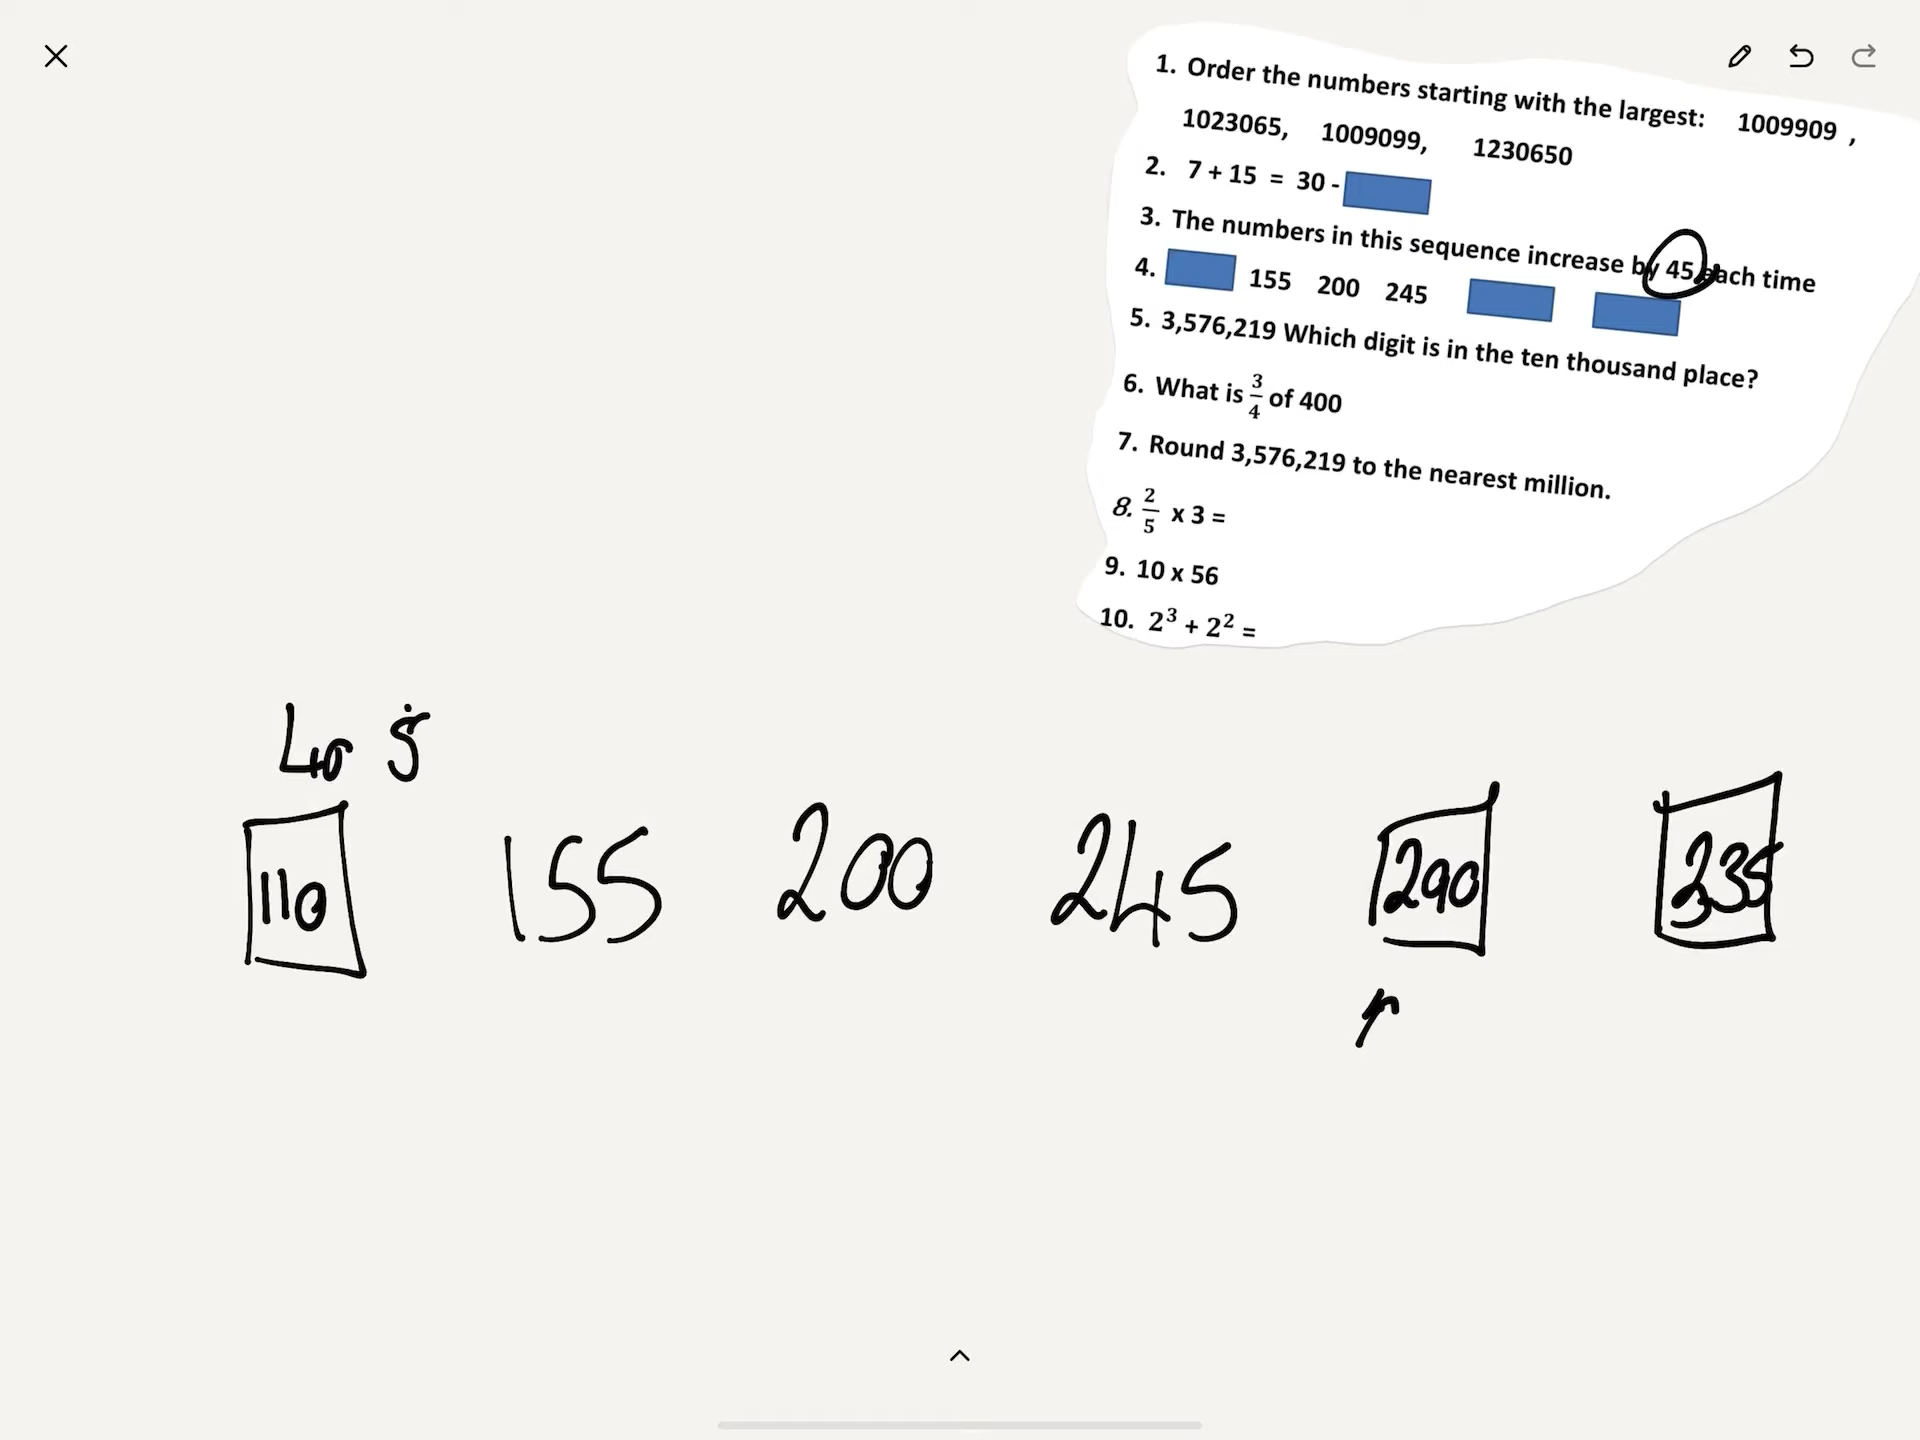 1. Order the numbers starting with the largest: 1009909 ,
1023065, 1009099, 1230650
2. 7 + 15 = 30 -
3. The numbers in this sequence increase by 45 each time
4. 155 200 245
5. 3,576,219 Which digit is in the ten thousand place?
6. What is 3/4 of 400
7. Round 3,576,219 to the nearest million.
8. 2/5 x 3 =
9. 10 x 56
10. 2³ + 2² =
40 5
110 155 200 245 290 335